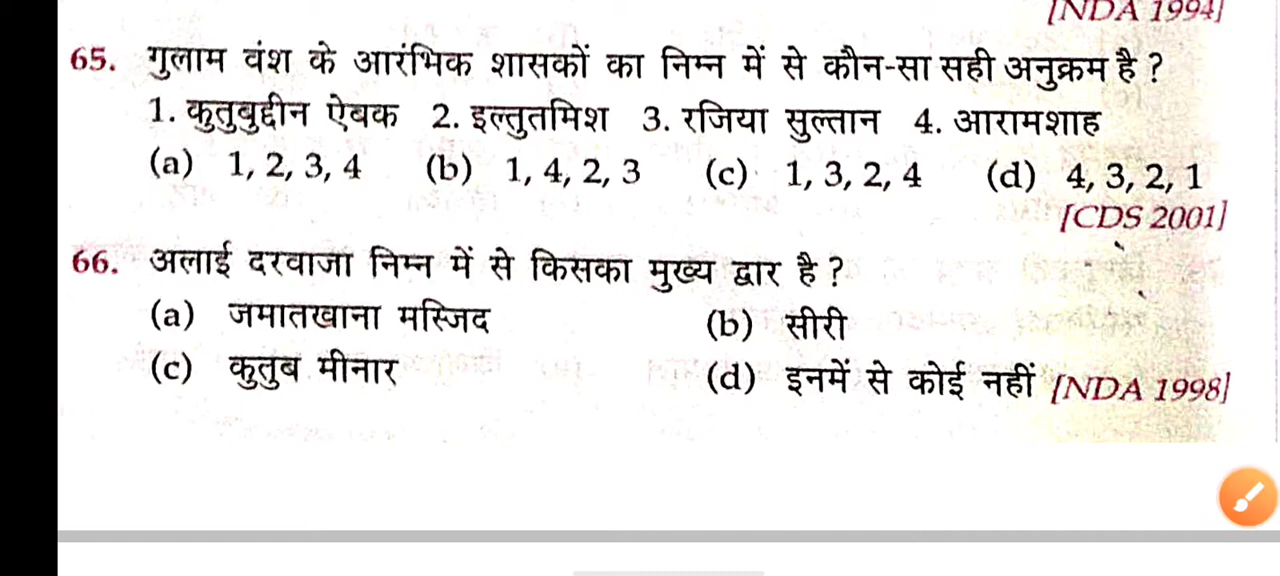 [NDA 1994]
65. गुलाम वंश के आरंभिक शासकों का निम्न में से कौन-सा सही अनुक्रम है ?
1. कुतुबुद्दीन ऐबक 2. इल्तुतमिश 3. रजिया सुल्तान 4. आरामशाह
(a) 1, 2, 3, 4 (b) 1, 4, 2, 3 (c) 1, 3, 2, 4 (d) 4, 3, 2, 1
[CDS 2001]
66. अलाई दरवाजा निम्न में से किसका मुख्य द्वार है ?
(a) जमातखाना मस्जिद (b) सीरी
(c) कुतुब मीनार (d) इनमें से कोई नहीं [NDA 1998]